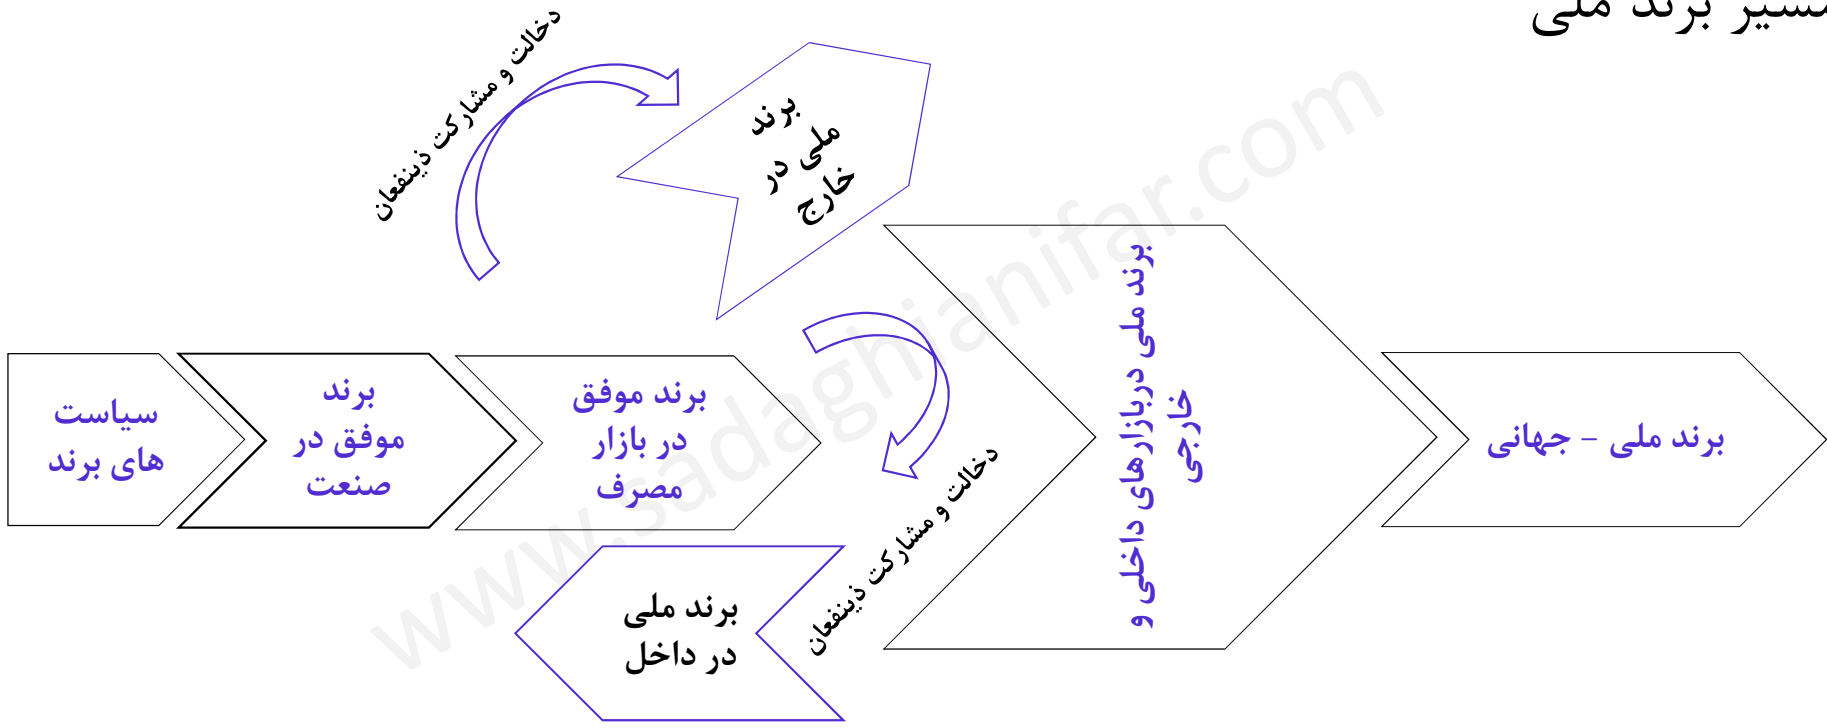 مسیر برند ملی
دخالت و مشارکت ذینفعان
برند
ملی در
خارج
سیاست
های برند
برند
موفق در
صنعت
برند موفق
در بازار
مصرف
برند ملی دربازارهای داخلی و
خارجی
برند ملی - جهانی
دخالت و مشارکت ذینفعان
برند ملی
در داخل
www.sadaghianifar.com